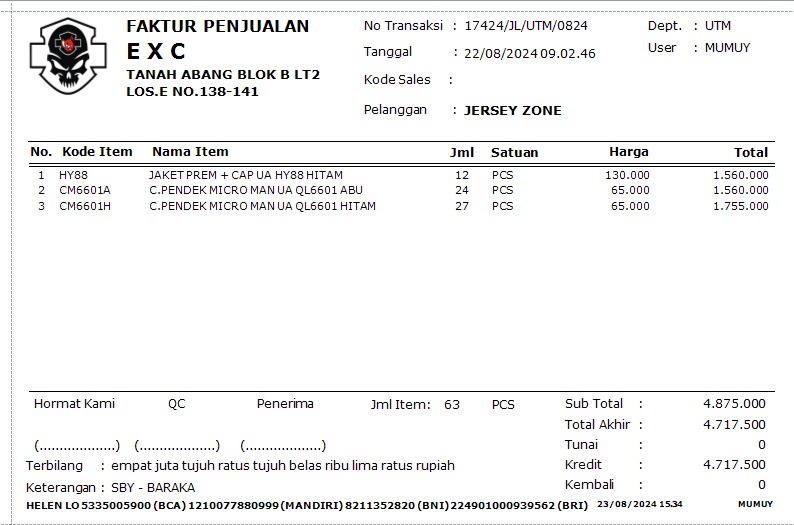 FAKTUR PENJUALAN
E X C
TANAH ABANG BLOK B LT2
LOS.E NO.138-141
No Transaksi : 17424/JL/UTM/0824
Tanggal : 22/08/2024 09.02.46
Kode Sales :
Pelanggan : JERSEY ZONE
Dept. : UTM
User : MUMUY
No. Kode Item Nama Item Jml Satuan Harga Total
1 HY88 JAKET PREM + CAP UA HY88 HITAM 12 PCS 130.000 1.560.000
2 CM6601A C.PENDEK MICRO MAN UA QL6601 ABU 24 PCS 65.000 1.560.000
3 CM6601H C.PENDEK MICRO MAN UA QL6601 HITAM 27 PCS 65.000 1.755.000
Hormat Kami QC Penerima Jml Item: 63 PCS
(...................) (...................) (...................)
Sub Total : 4.875.000
Total Akhir : 4.717.500
Tunai : 0
Kredit : 4.717.500
Kembali : 0
Terbilang : empat juta tujuh ratus tujuh belas ribu lima ratus rupiah
Keterangan : SBY - BARAKA
HELEN LO 5335005900 (BCA) 1210077880999 (MANDIRI) 8211352820 (BNI) 224901000939562 (BRI) 23/08/2024 15.34 MUMUY